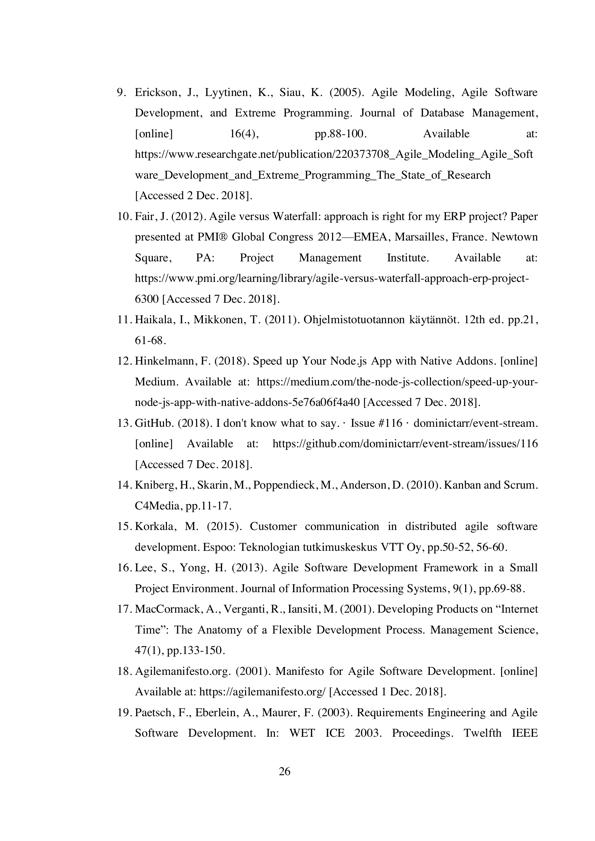 9. Erickson, J., Lyytinen, K., Siau, K. (2005). Agile Modeling, Agile Software
Development, and Extreme Programming. Journal of Database Management,
[online] 16(4), pp.88-100. Available at:
https://www.researchgate.net/publication/220373708_Agile_Modeling_Agile_Soft
ware_Development_and_Extreme_Programming_The_State_of_Research
[Accessed 2 Dec. 2018].
10. Fair, J. (2012). Agile versus Waterfall: approach is right for my ERP project? Paper
presented at PMI® Global Congress 2012—EMEA, Marsailles, France. Newtown
Square, PA: Project Management Institute. Available at:
https://www.pmi.org/learning/library/agile-versus-waterfall-approach-erp-project-
6300 [Accessed 7 Dec. 2018].
11. Haikala, I., Mikkonen, T. (2011). Ohjelmistotuotannon käytännöt. 12th ed. pp.21,
61-68.
12. Hinkelmann, F. (2018). Speed up Your Node.js App with Native Addons. [online]
Medium. Available at: https://medium.com/the-node-js-collection/speed-up-your-
node-js-app-with-native-addons-5e76a06f4a40 [Accessed 7 Dec. 2018].
13. GitHub. (2018). I don't know what to say. · Issue #116 · dominictarr/event-stream.
[online] Available at: https://github.com/dominictarr/event-stream/issues/116
[Accessed 7 Dec. 2018].
14. Kniberg, H., Skarin, M., Poppendieck, M., Anderson, D. (2010). Kanban and Scrum.
C4Media, pp.11-17.
15. Korkala, M. (2015). Customer communication in distributed agile software
development. Espoo: Teknologian tutkimuskeskus VTT Oy, pp.50-52, 56-60.
16. Lee, S., Yong, H. (2013). Agile Software Development Framework in a Small
Project Environment. Journal of Information Processing Systems, 9(1), pp.69-88.
17. MacCormack, A., Verganti, R., Iansiti, M. (2001). Developing Products on “Internet
Time”: The Anatomy of a Flexible Development Process. Management Science,
47(1), pp.133-150.
18. Agilemanifesto.org. (2001). Manifesto for Agile Software Development. [online]
Available at: https://agilemanifesto.org/ [Accessed 1 Dec. 2018].
19. Paetsch, F., Eberlein, A., Maurer, F. (2003). Requirements Engineering and Agile
Software Development. In: WET ICE 2003. Proceedings. Twelfth IEEE
26